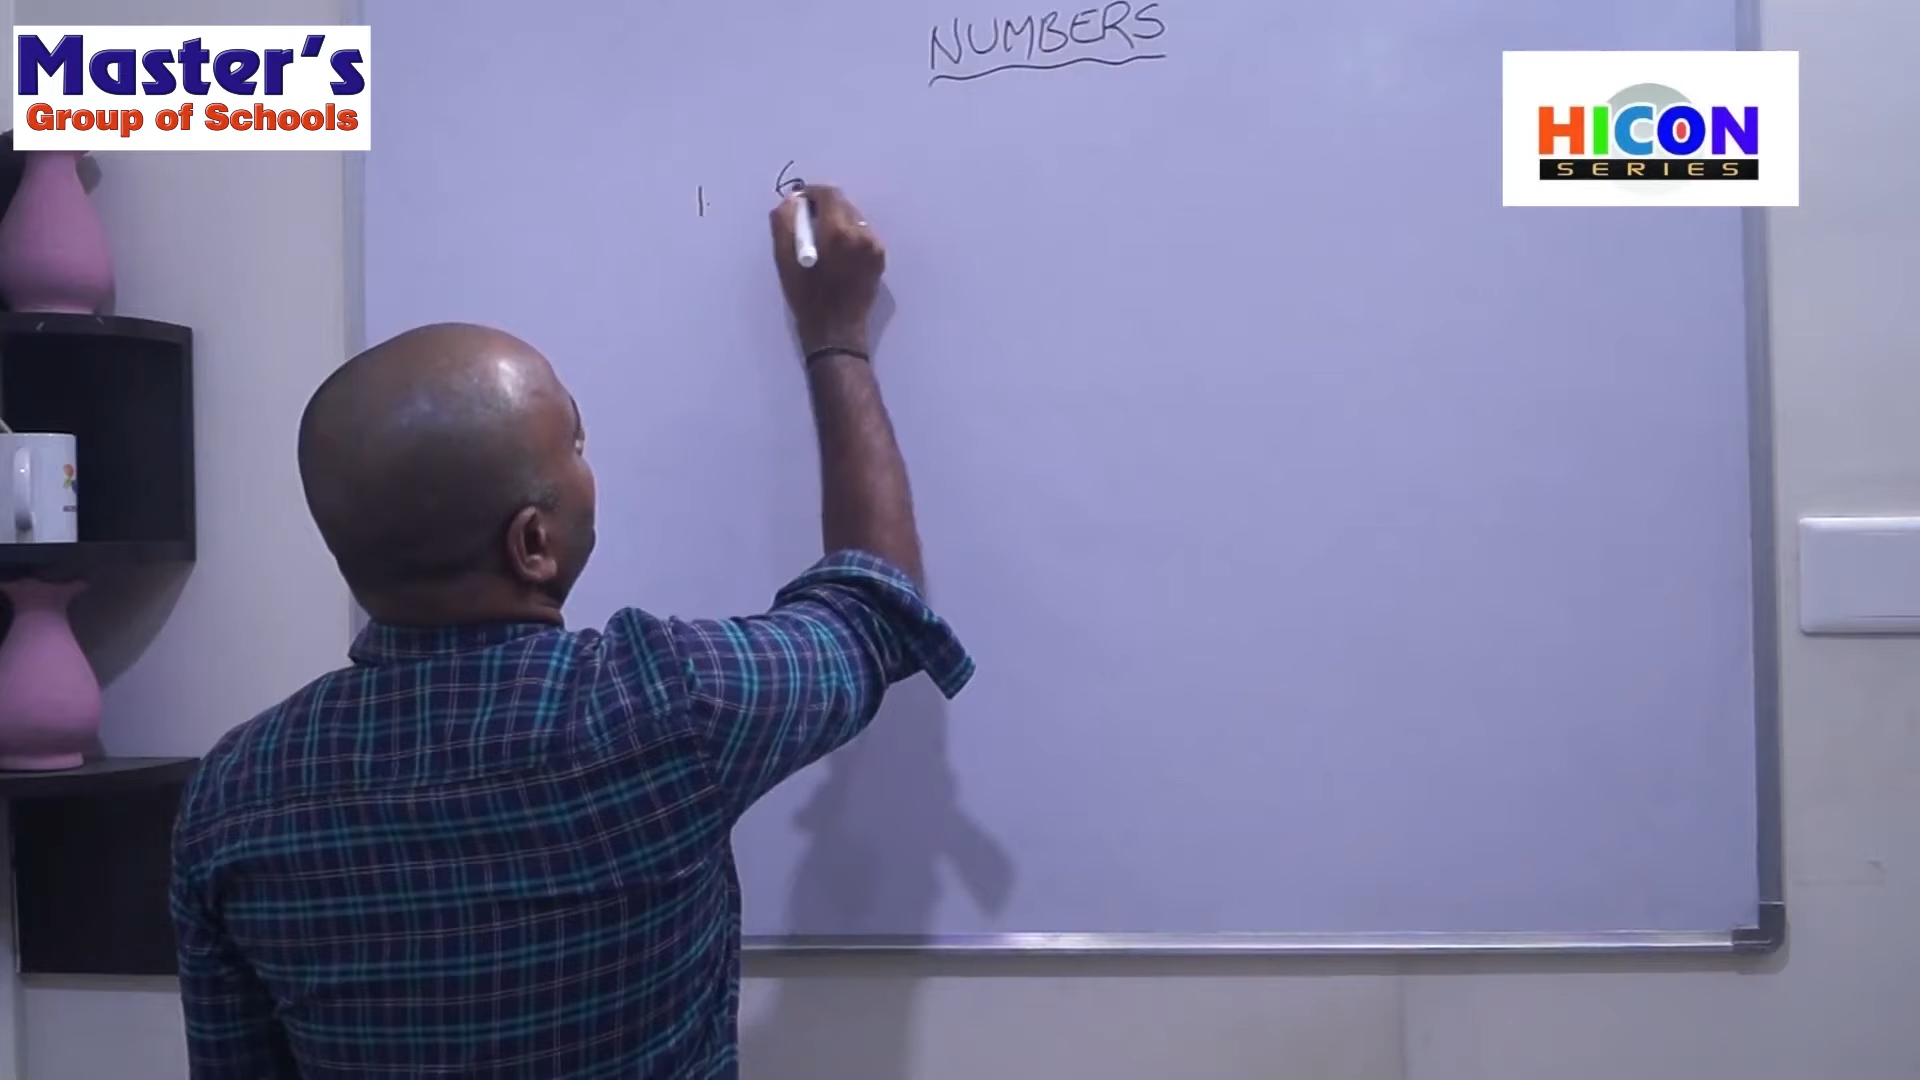 Master's
Group of Schools
NUMBERS
HICON
SERIES
1.